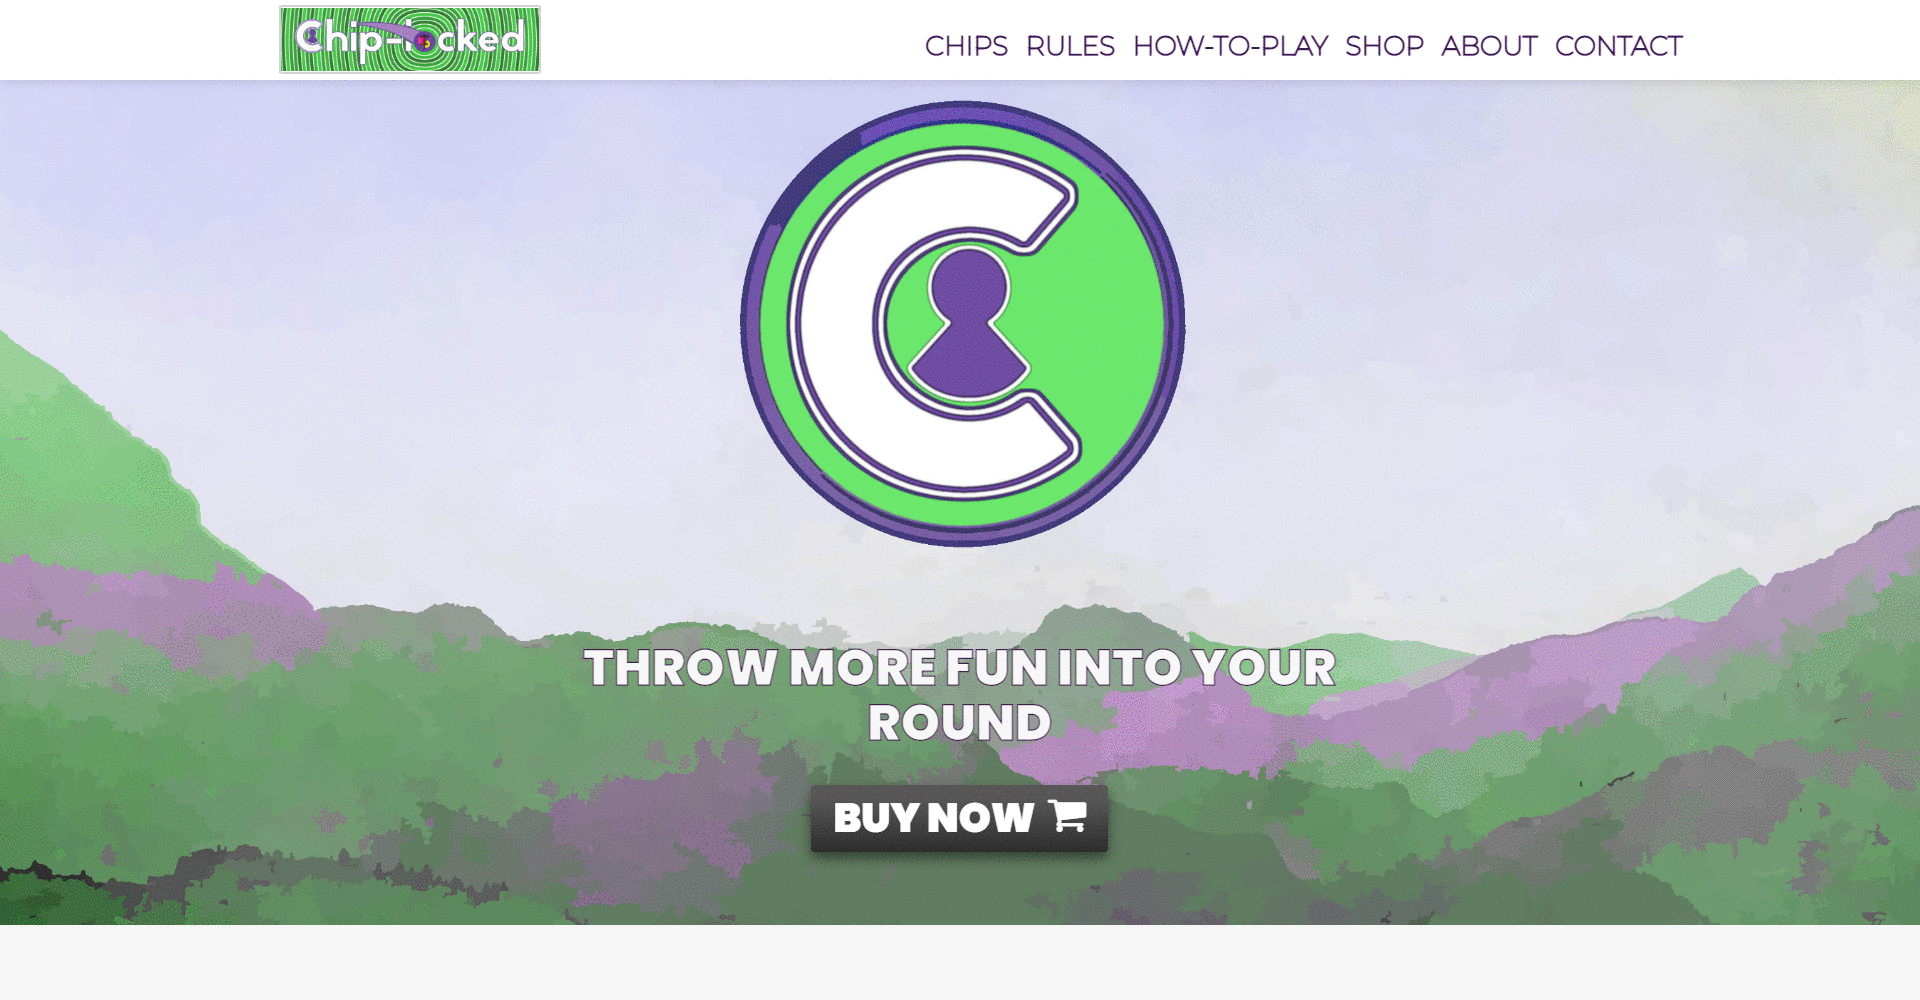 Chip-locked
CHIPS RULES HOW-TO-PLAY SHOP ABOUT CONTACT
C
THROW MORE FUN INTO YOUR
ROUND
BUY NOW